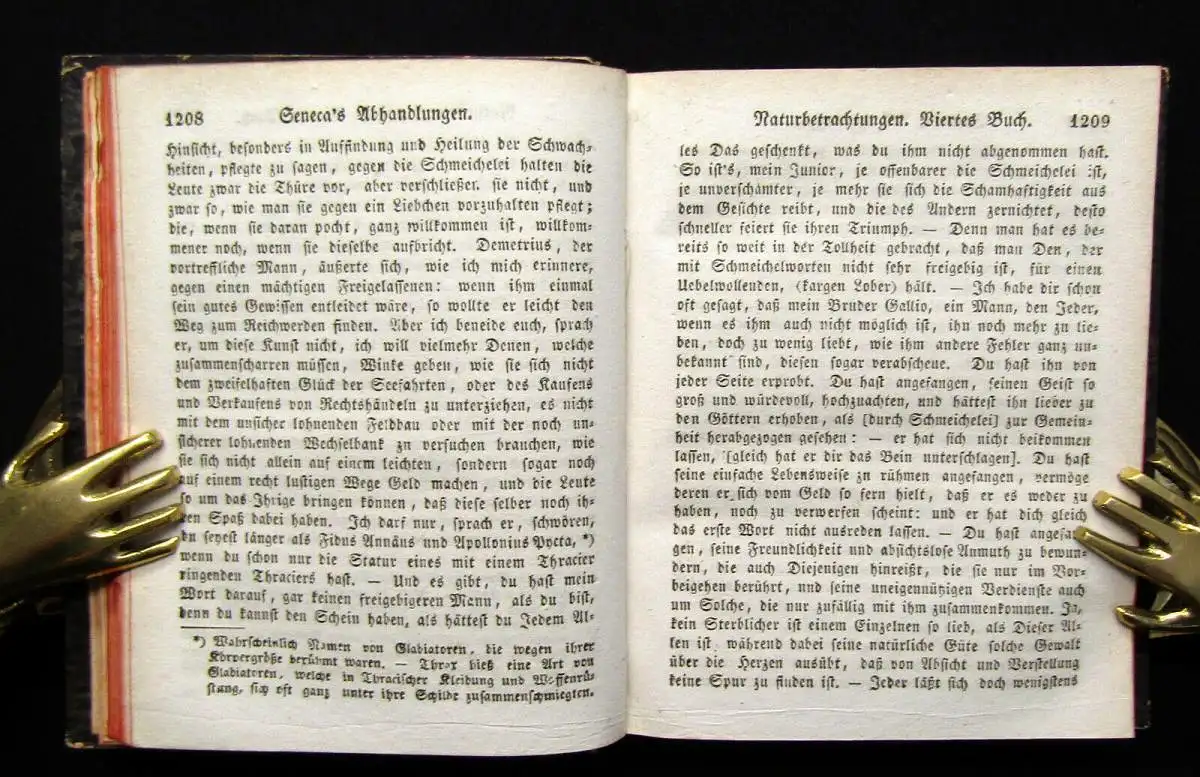 1208 Seneca's Abhandlungen.
Hinsicht, besonders in Auffindung und Heilung der Schwach-
heiten, pflegte zu sagen, gegen die Schmeichelei halten die
Leute zwar die Thüre vor, aber verschließen sie nicht, und
zwar so, wie man sie gegen ein Liebchen vorzuhalten pflegt;
die, wenn sie daran pocht, ganz willkommen ist, willkom-
mener noch, wenn sie dieselbe aufbricht. Demetrius, der
vortreffliche Mann, äußerte sich, wie ich mich erinnere,
gegen einen mächtigen Freigelassenen: wenn ihm einmal
sein gutes Gewissen entleidet wäre, so wollte er leicht den
Weg zum Reichwerden finden. Aber ich beneide euch, sprach
er, um diese Kunst nicht, ich will vielmehr Denen, welche
zusammenscharren müssen, Winke geben, wie sie sich nicht
dem zweifelhaften Glück der Seefahrten, oder des Kaufens
und Verkaufens von Rechtshändeln zu unterziehen, es nicht
mit dem unsicher lohnenden Feldbau oder mit der noch un-
sicherer lohnenden Wechselbank zu versuchen brauchen, wie
sie sich nicht allein auf einem leichten, sondern sogar noch
auf einem recht lustigen Wege Geld machen, und die Leute
so um das Ihrige bringen können, daß diese selber noch ih-
ren Spaß dabei haben. Ich darf nur, sprach er, schwören,
du seyest länger als Fidus Annäus und Apollonius Pycta, *)
wenn du schon nur die Statur eines mit einem Thracier
ringenden Thraciers hast. — Und es gibt, du hast mein
Wort darauf, gar keinen freigebigeren Mann, als du bist,
denn du kannst den Schein haben, als hättest du Jedem Al-
*) Wahrscheinlich Namen von Gladiatoren, die wegen ihrer
Körpergröße berühmt waren. — Thrax hieß eine Art von
Gladiatoren, welche in Thracischer Kleidung und Waffenrü-
stung, sich oft ganz unter ihre Schilde zusammenschmiegten.
Naturbetrachtungen. Viertes Buch. 1209
les Das geschenkt, was du ihm nicht abgenommen hast.
So ist's, mein Junior, je offenbarer die Schmeichelei ist,
je unverschämter, je mehr sie sich die Schamhaftigkeit aus
dem Gesichte reibt, und die des Andern zernichtet, desto
schneller feiert sie ihren Triumph. — Denn man hat es be-
reits so weit in der Tollheit gebracht, daß man Den, der
mit Schmeichelworten nicht sehr freigebig ist, für einen
Uebelwollenden, (kargen Lober) hält. — Ich habe dir schon
oft gesagt, daß mein Bruder Gallio, ein Mann, den Jeder,
wenn es ihm auch nicht möglich ist, ihn noch mehr zu lie-
ben, doch zu wenig liebt, wie ihm andere Fehler ganz un-
bekannt sind, diesen sogar verabscheue. Du hast ihn von
jeder Seite erprobt. Du hast angefangen, seinen Geist so
groß und würdevoll, hochzuachten, und hättest ihn lieber zu
den Göttern erhoben, als [durch Schmeichelei] zur Gemein-
heit herabgezogen gesehen: — er hat sich nicht beikommen
lassen, [gleich hat er dir das Bein unterschlagen]. Du hast
seine einfache Lebensweise zu rühmen angefangen, vermöge
deren er sich vom Geld so fern hielt, daß er es weder zu
haben, noch zu verwerfen scheint: und er hat dich gleich
das erste Wort nicht ausreden lassen. — Du hast angefan-
gen, seine Freundlichkeit und absichtslose Anmuth zu bewun-
dern, die auch Diejenigen hinreißt, die sie nur im Vor-
beigehen berührt, und seine uneigennützigen Verdienste auch
um Solche, die nur zufällig mit ihm zusammenkommen. Ja,
kein Sterblicher ist einem Einzelnen so lieb, als Dieser Al-
len ist, während dabei seine natürliche Güte solche Gewalt
über die Herzen ausübt, daß von Absicht und Verstellung
keine Spur zu finden ist. — Jeder läßt sich doch wenigstens